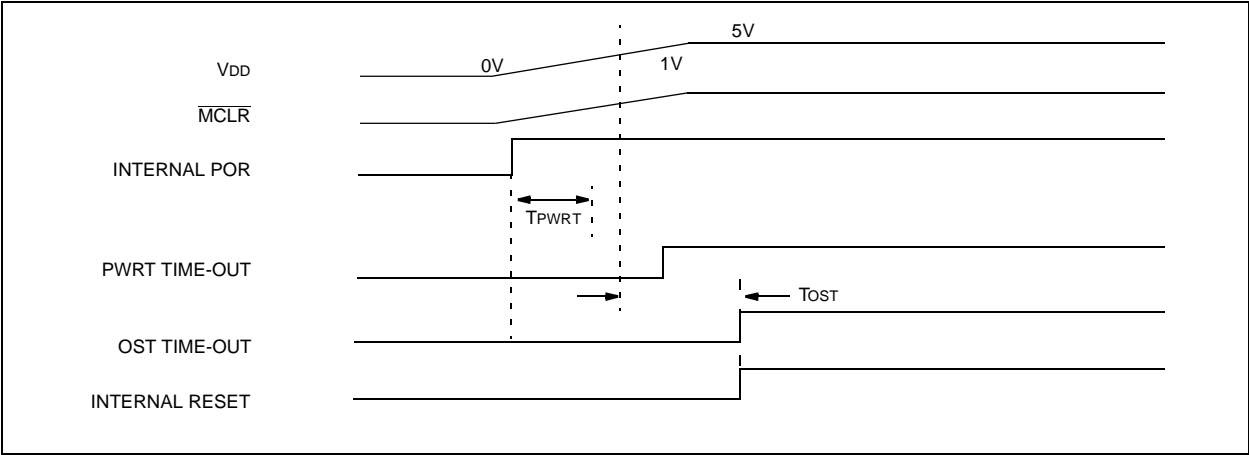 5V
VDD
0V
1V
MCLR
INTERNAL POR
TPWRT
PWRT TIME-OUT
TOST
OST TIME-OUT
INTERNAL RESET